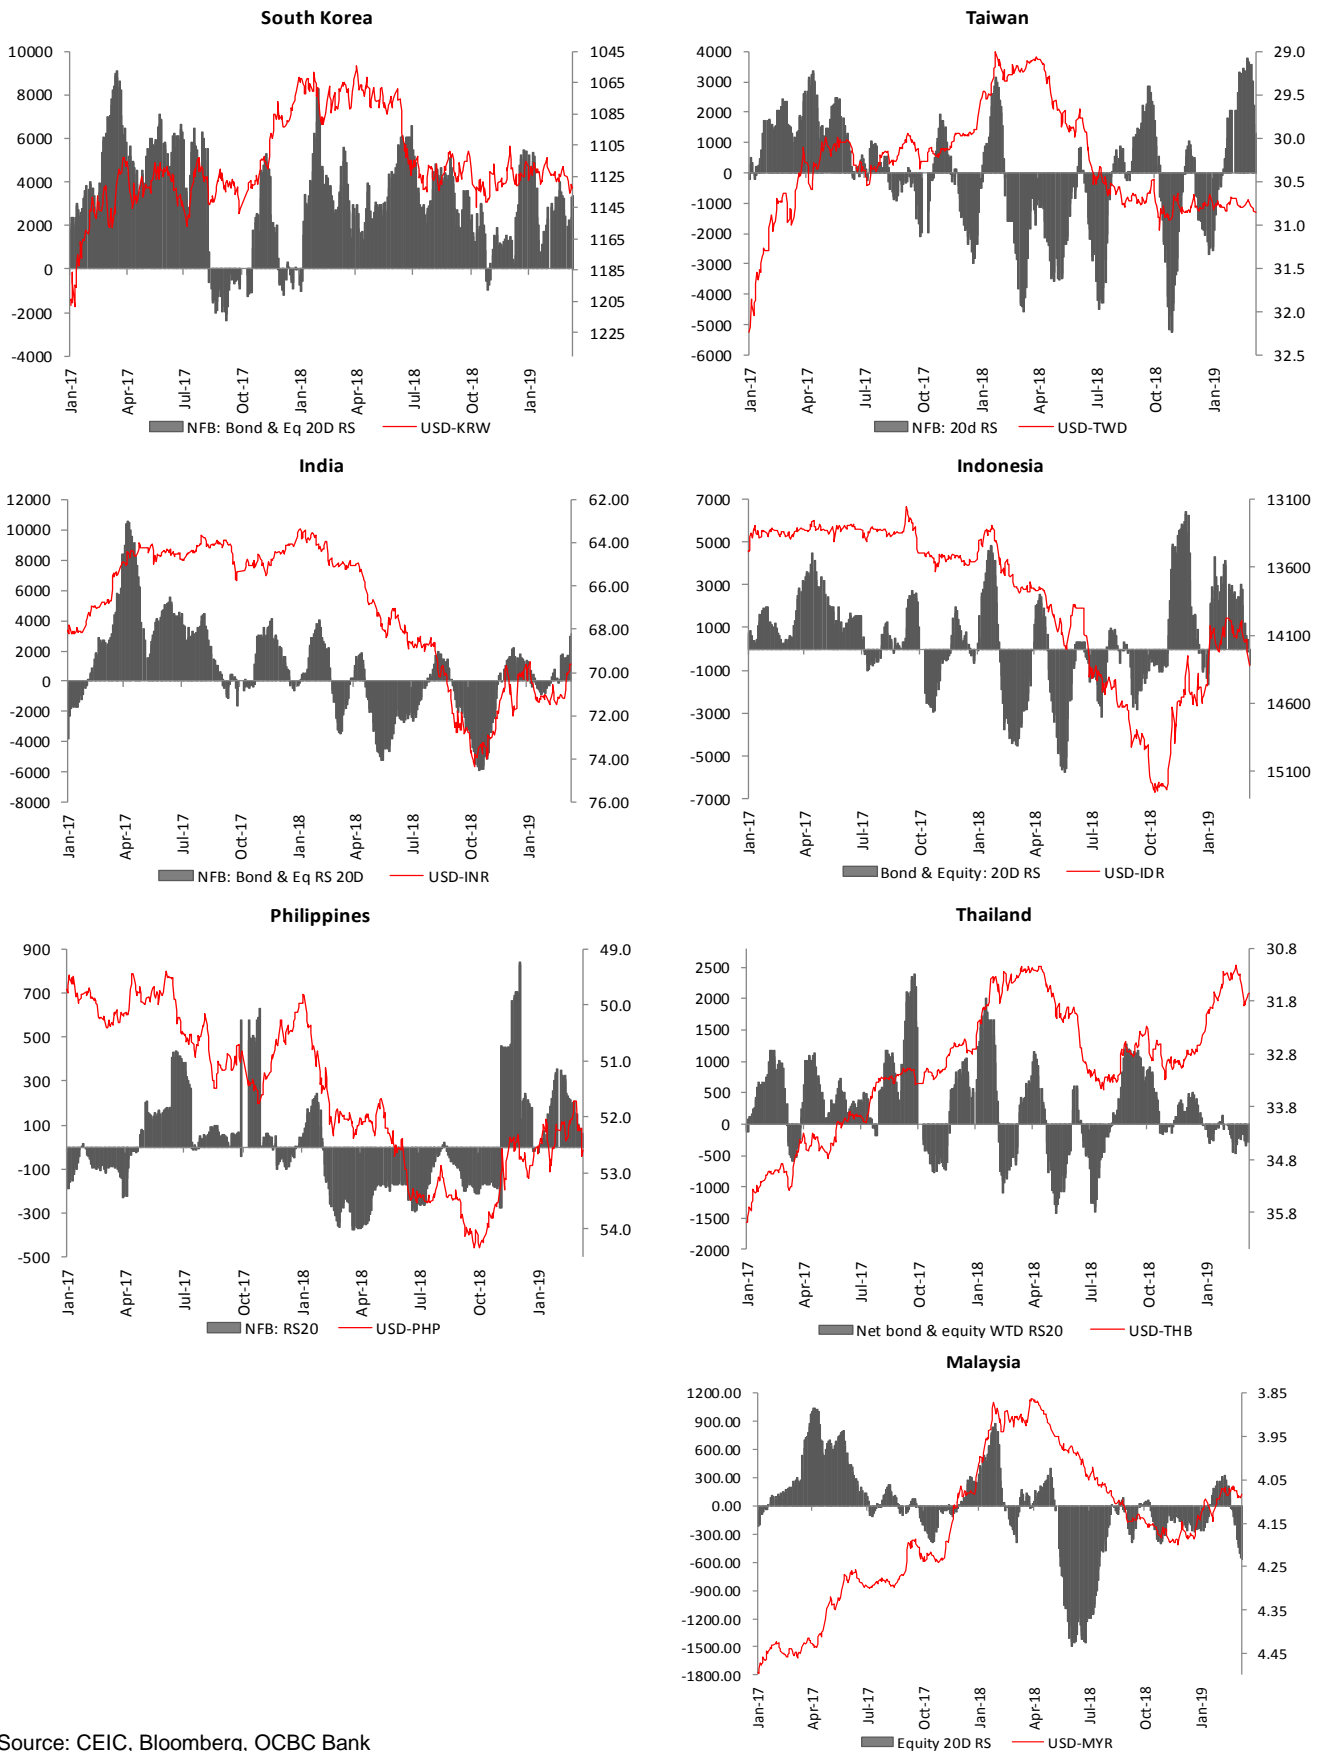 South Korea
10000
8000
6000
4000
2000
0
-2000
-4000
1045
1065
1085
1105
1125
1145
1165
1185
1205
1225
Jan-17
Apr-17
Jul-17
Oct-17
Jan-18
Apr-18
Jul-18
Oct-18
Jan-19
NFB: Bond & Eq 20D RS
USD-KRW
Taiwan
4000
3000
2000
1000
0
-1000
-2000
-3000
-4000
-5000
-6000
29.0
29.5
30.0
30.5
31.0
31.5
32.0
32.5
Jan-17
Apr-17
Jul-17
Oct-17
Jan-18
Apr-18
Jul-18
Oct-18
Jan-19
NFB: 20d RS
USD-TWD
India
12000
10000
8000
6000
4000
2000
0
-2000
-4000
-6000
-8000
62.00
64.00
66.00
68.00
70.00
72.00
74.00
76.00
Jan-17
Apr-17
Jul-17
Oct-17
Jan-18
Apr-18
Jul-18
Oct-18
Jan-19
NFB: Bond & Eq RS 20D
USD-INR
Indonesia
7000
5000
3000
1000
-1000
-3000
-5000
-7000
13100
13600
14100
14600
15100
Jan-17
Apr-17
Jul-17
Oct-17
Jan-18
Apr-18
Jul-18
Oct-18
Jan-19
Bond & Equity: 20D RS
USD-IDR
Philippines
900
700
500
300
100
-100
-300
-500
49.0
50.0
51.0
52.0
53.0
54.0
Jan-17
Apr-17
Jul-17
Oct-17
Jan-18
Apr-18
Jul-18
Oct-18
Jan-19
NFB: RS20
USD-PHP
Thailand
2500
2000
1500
1000
500
0
-500
-1000
-1500
-2000
30.8
31.8
32.8
33.8
34.8
35.8
Jan-17
Apr-17
Jul-17
Oct-17
Jan-18
Apr-18
Jul-18
Oct-18
Jan-19
Net bond & equity WTD RS20
USD-THB
Malaysia
1200.00
900.00
600.00
300.00
0.00
-300.00
-600.00
-900.00
-1200.00
-1500.00
-1800.00
3.85
3.95
4.05
4.15
4.25
4.35
4.45
Jan-17
Apr-17
Jul-17
Oct-17
Jan-18
Apr-18
Jul-18
Oct-18
Jan-19
Equity 20D RS
USD-MYR
Source: CEIC, Bloomberg, OCBC Bank